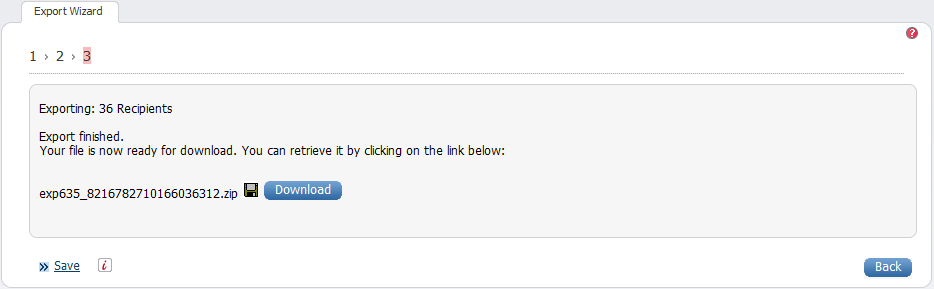 Export Wizard
?
1 › 2 › 3
Exporting: 36 Recipients
Export finished.
Your file is now ready for download. You can retrieve it by clicking on the link below:
exp635_8216782710166036312.zip Download
» Save i Back